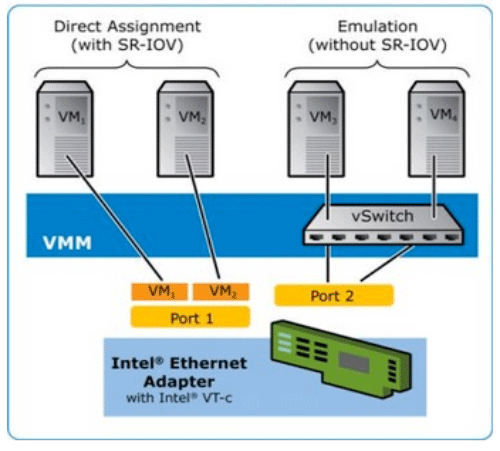 Direct Assignment
(with SR-IOV)
Emulation
(without SR-IOV)
VM₁
VM₂
VM₃
VM₄
vSwitch
VMM
VM₁
VM₂
Port 1
Port 2
Intel® Ethernet
Adapter
with Intel® VT-c